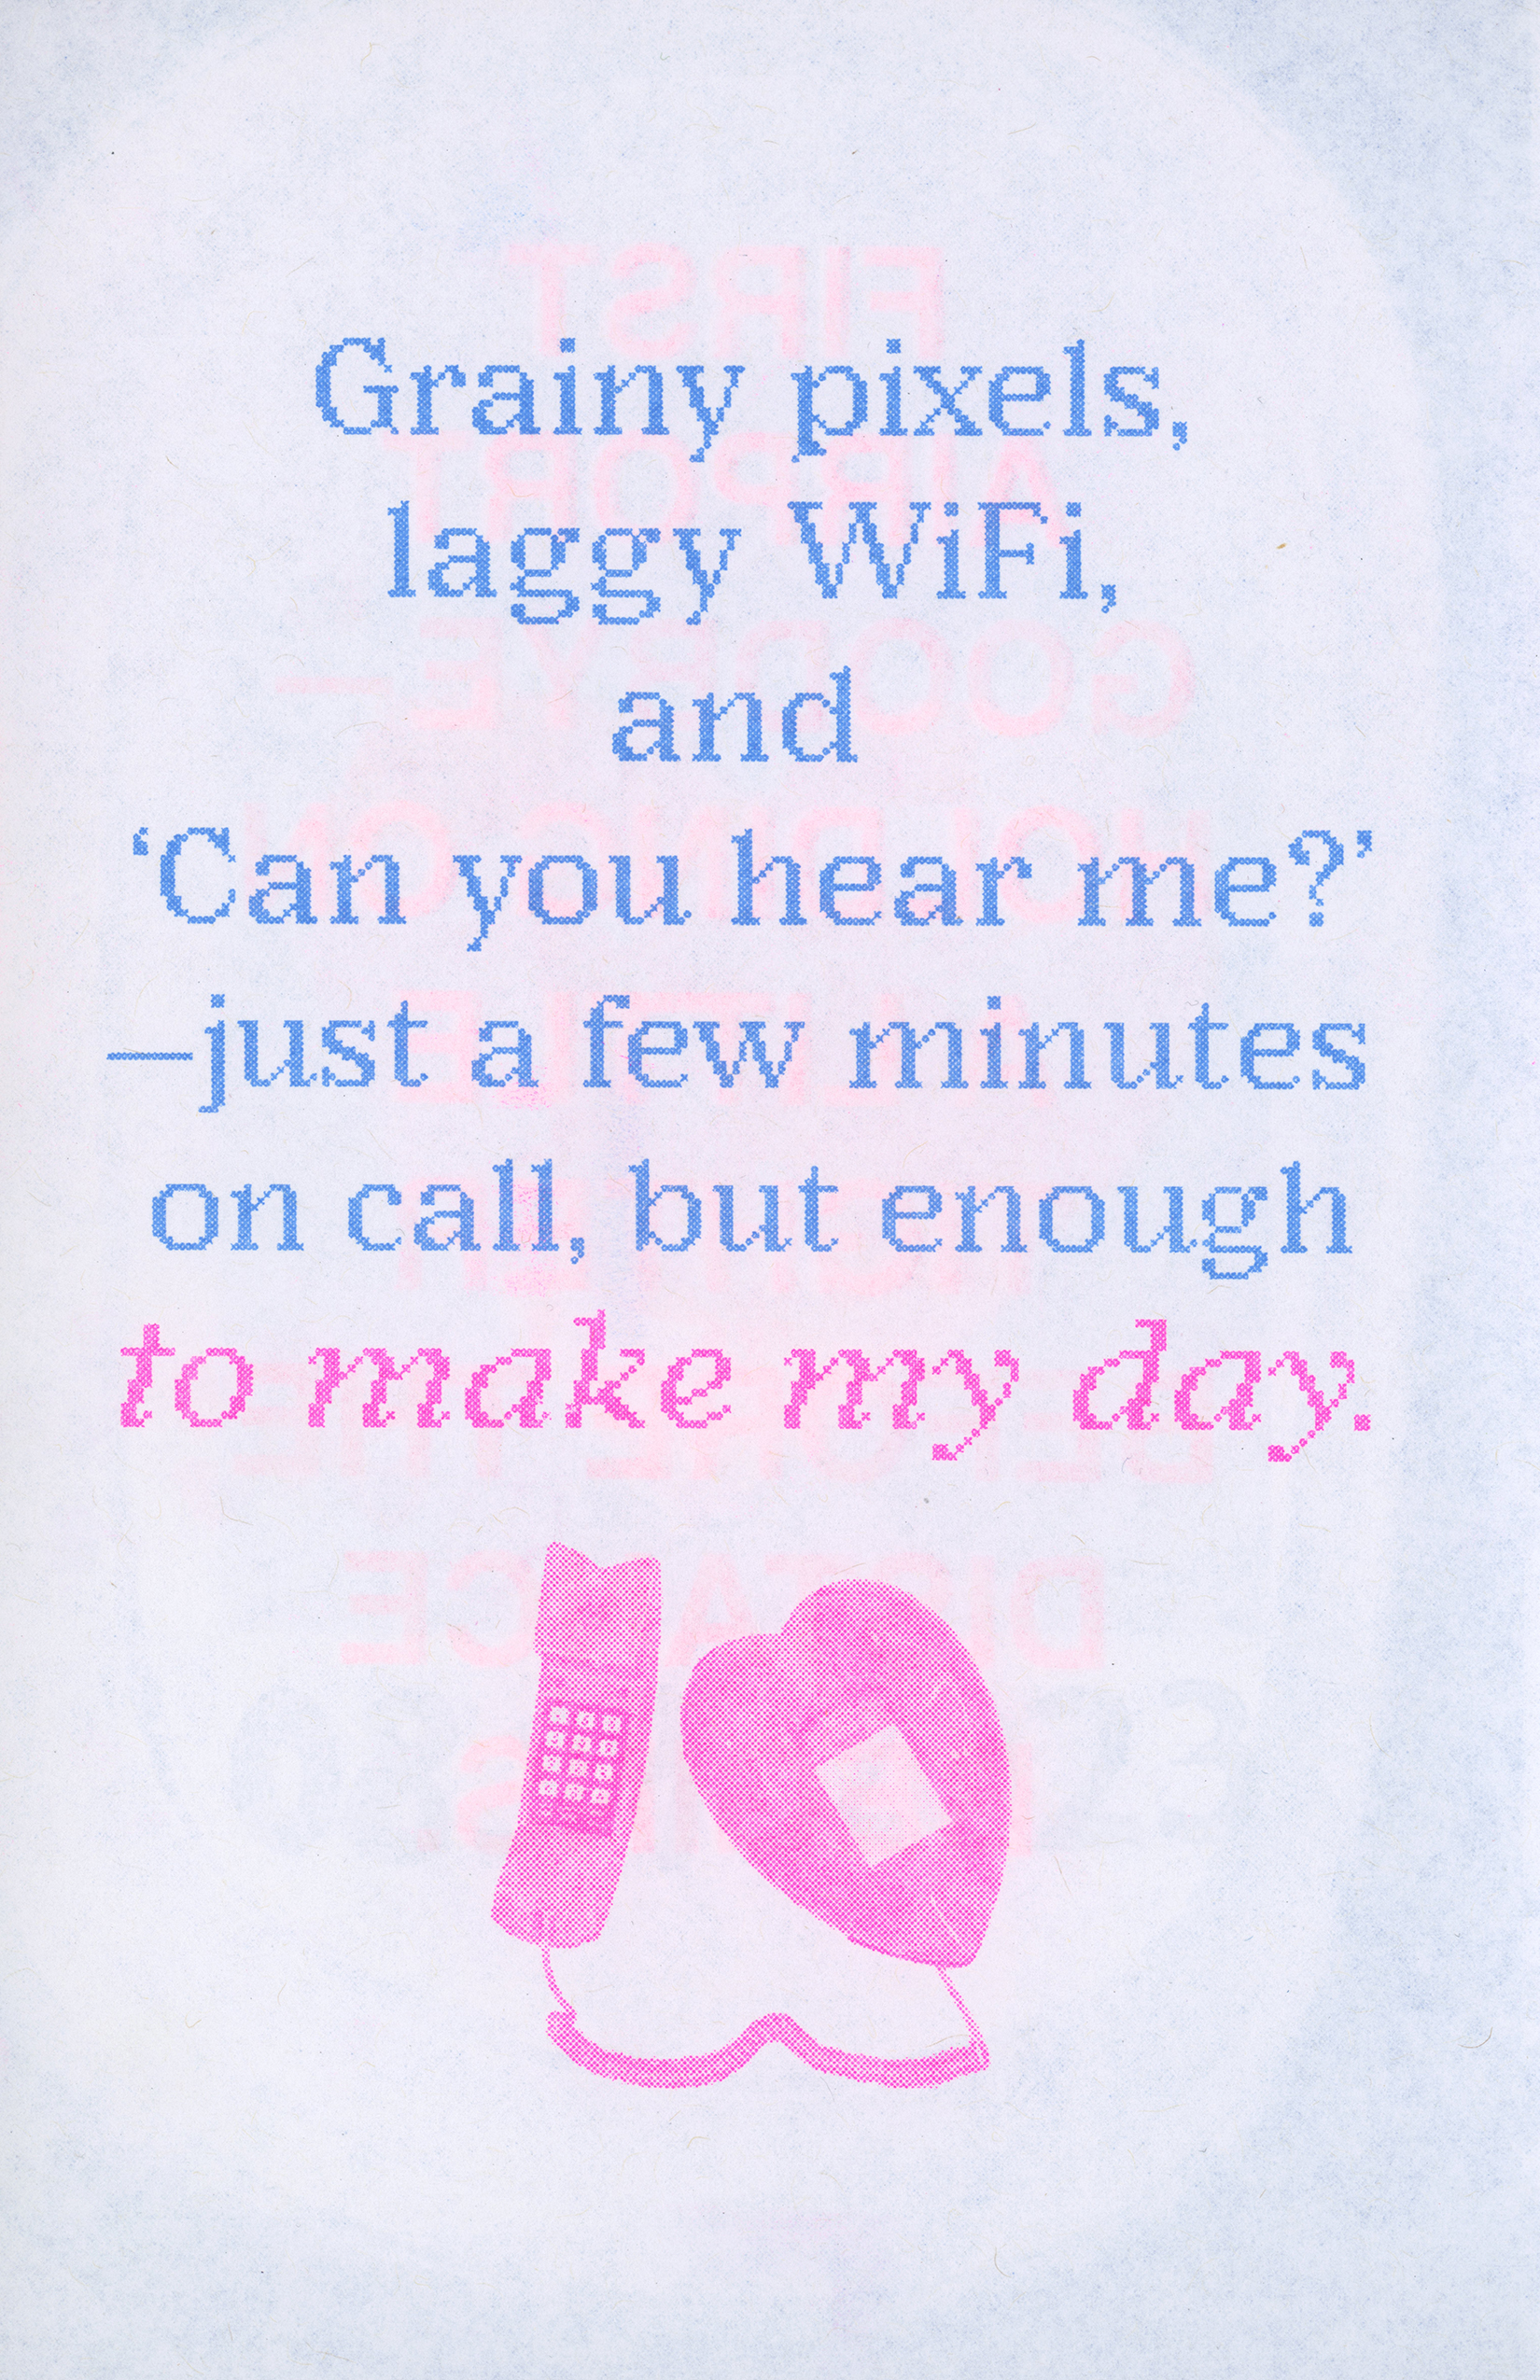 Grainy pixels,
laggy WiFi,
and
‘Can you hear me?’
—just a few minutes
on call, but enough
to make my day.